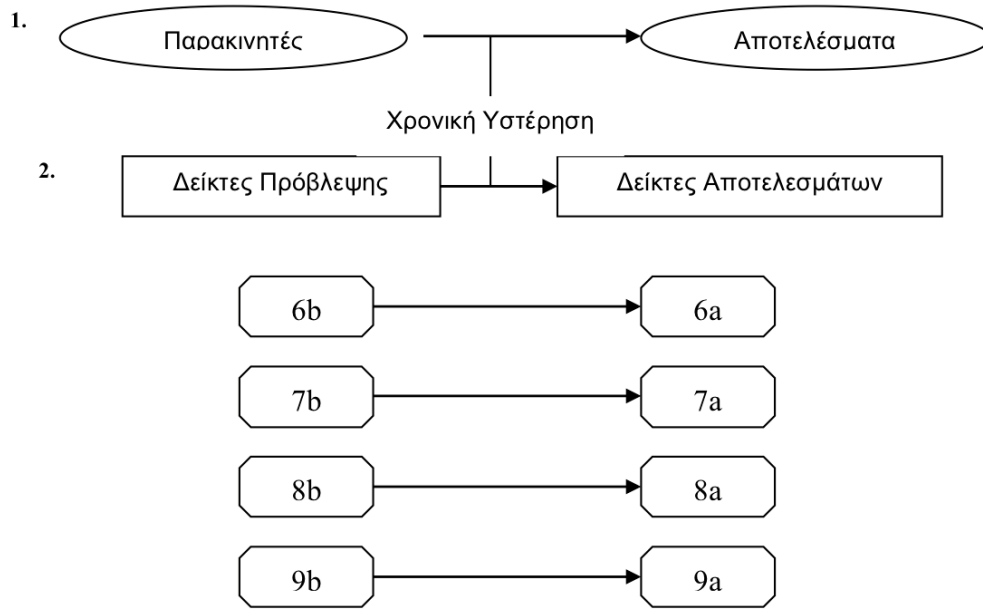 1.
Παρακινητές
Αποτελέσματα
Χρονική Υστέρηση
2.
Δείκτες Πρόβλεψης
Δείκτες Αποτελεσμάτων
6b
6a
7b
7a
8b
8a
9b
9a